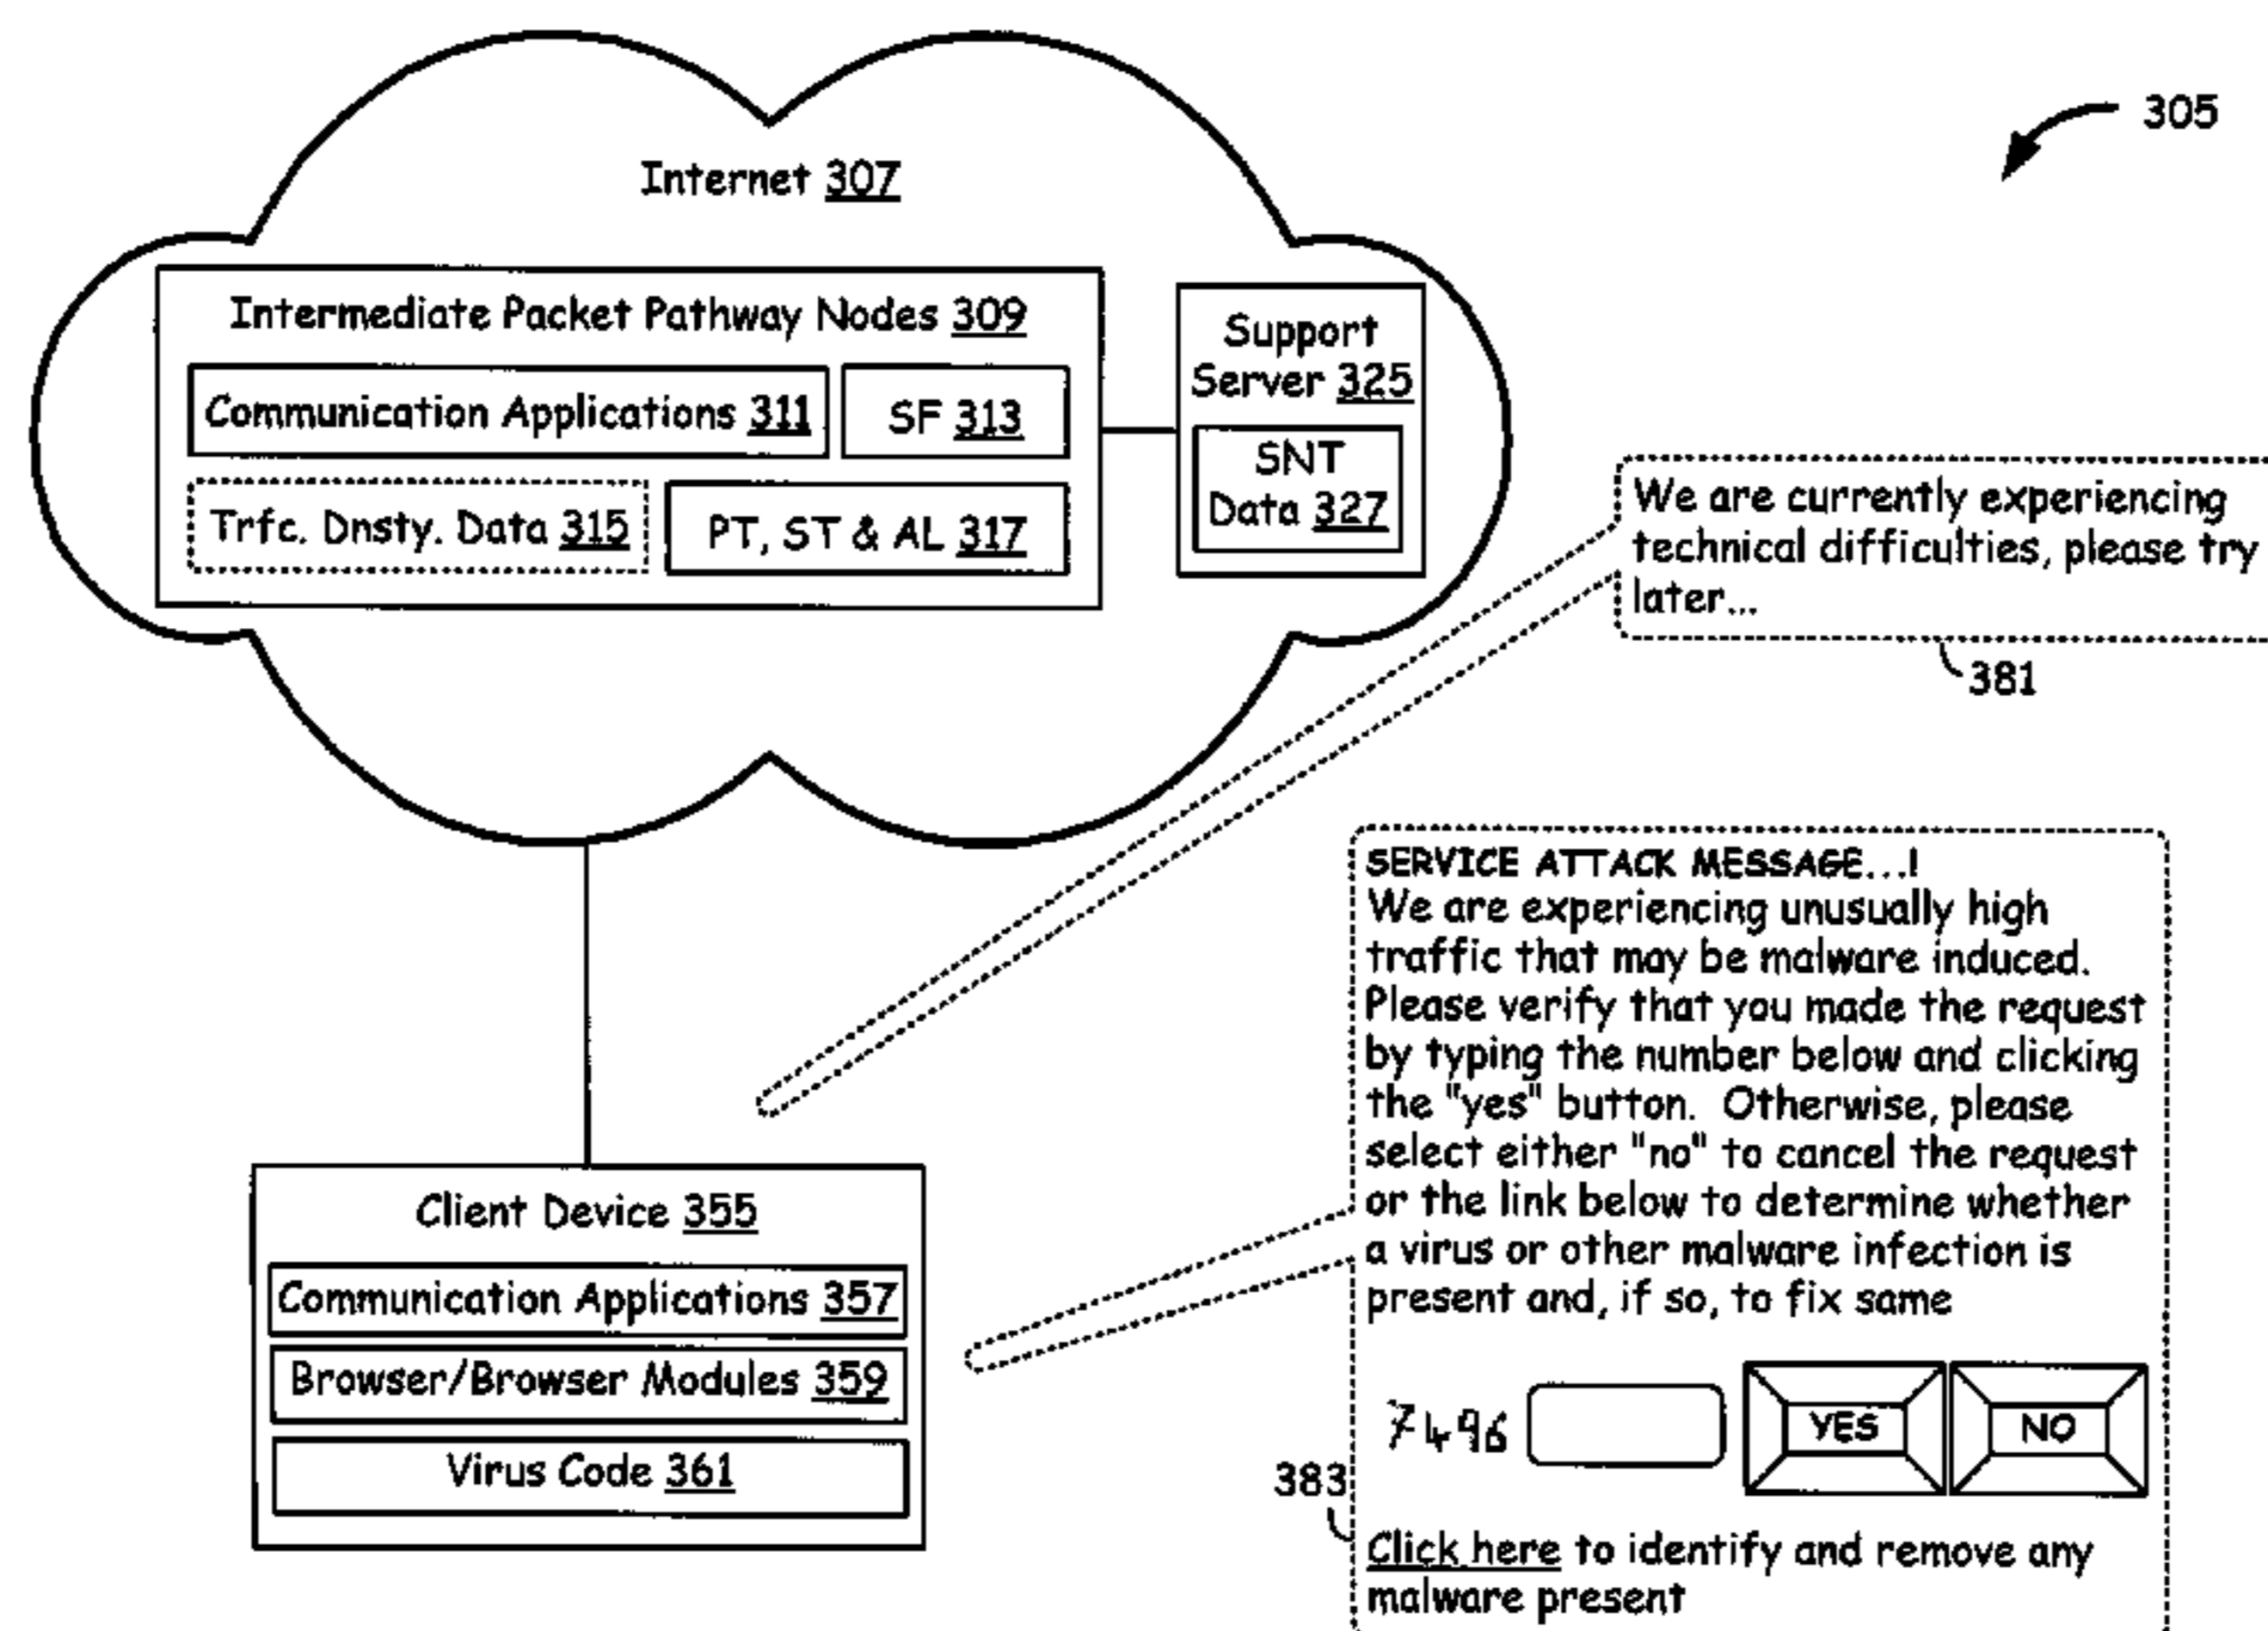 305
Internet 307
Intermediate Packet Pathway Nodes 309
Communication Applications 311
SF 313
Trfc. Dnsty. Data 315
PT, ST & AL 317
Support
Server 325
SNT
Data 327
We are currently experiencing
technical difficulties, please try
later...
381
SERVICE ATTACK MESSAGE...!
We are experiencing unusually high
traffic that may be malware induced.
Please verify that you made the request
by typing the number below and clicking
the "yes" button. Otherwise, please
select either "no" to cancel the request
or the link below to determine whether
a virus or other malware infection is
present and, if so, to fix same
7496
YES
NO
383
Click here to identify and remove any
malware present
Client Device 355
Communication Applications 357
Browser/Browser Modules 359
Virus Code 361